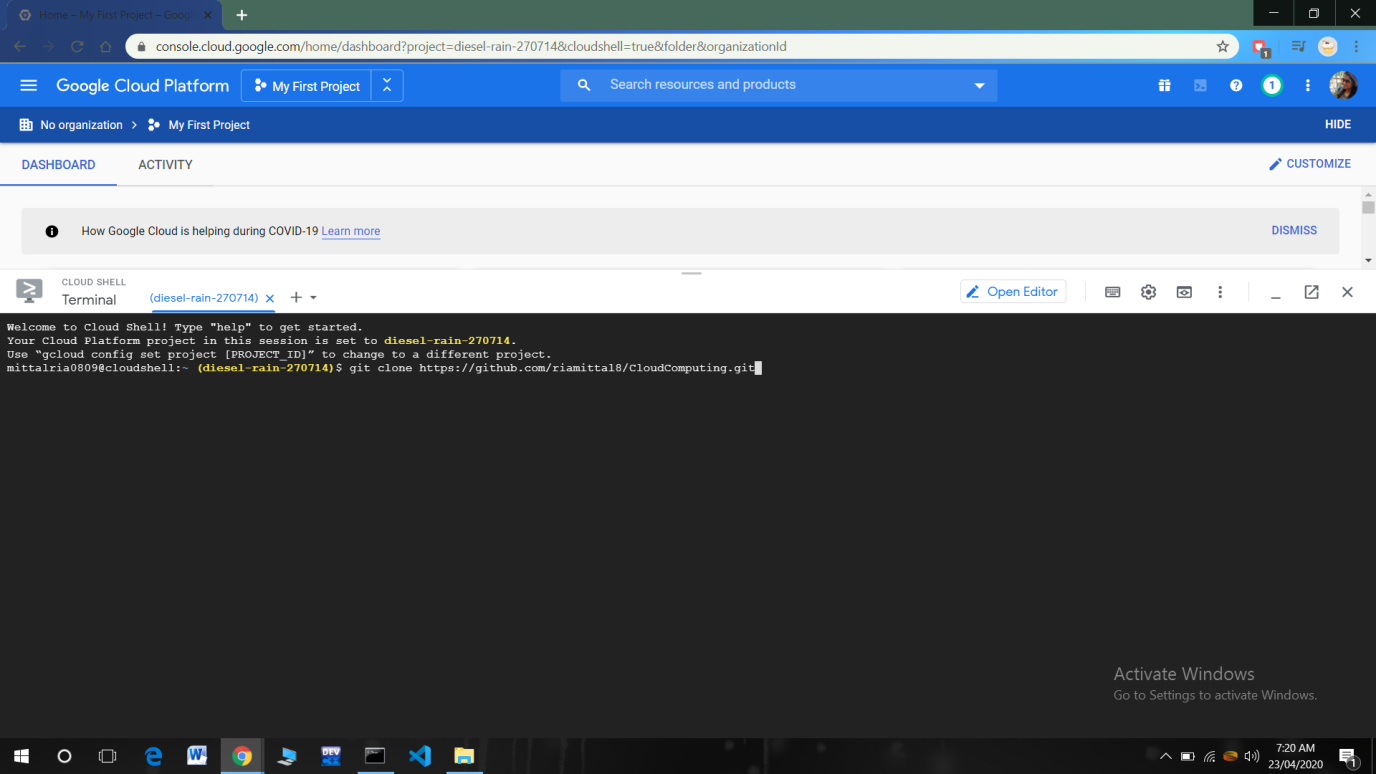 Home – My First Project – Goog
console.cloud.google.com/home/dashboard?project=diesel-rain-270714&cloudshell=true&folder&organizationId
1
Google Cloud Platform
My First Project
Search resources and products
1
No organization
My First Project
HIDE
DASHBOARD
ACTIVITY
CUSTOMIZE
How Google Cloud is helping during COVID-19 Learn more
DISMISS
CLOUD SHELL
Terminal
(diesel-rain-270714)
Open Editor
Welcome to Cloud Shell! Type "help" to get started.
Your Cloud Platform project in this session is set to diesel-rain-270714.
Use “gcloud config set project [PROJECT_ID]” to change to a different project.
mittalria0809@cloudshell:~ (diesel-rain-270714)$ git clone https://github.com/riamittal8/CloudComputing.git
Activate Windows
Go to Settings to activate Windows.
DEV
7:20 AM
23/04/2020
1